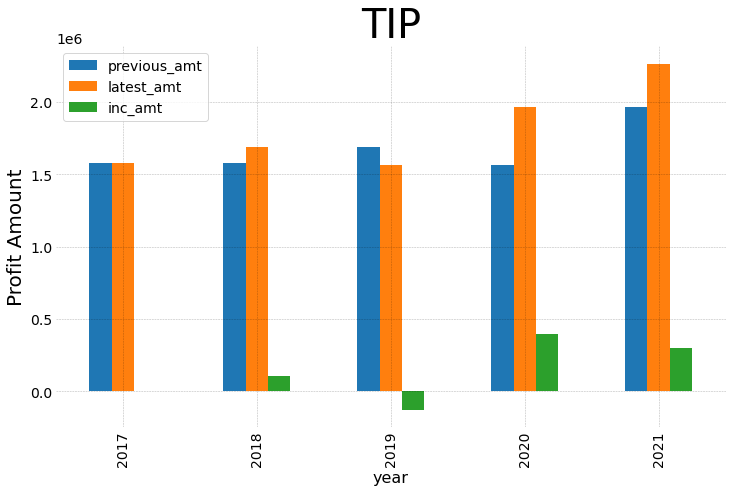 TIP
1e6
previous_amt
latest_amt
inc_amt
2.0
1.5
1.0
0.5
0.0
Profit Amount
2017
2018
2019
2020
2021
year